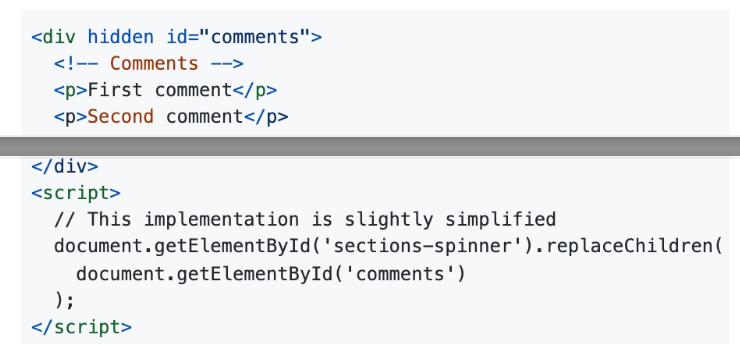 <div hidden id="comments">
<!-- Comments -->
<p>First comment</p>
<p>Second comment</p>
</div>
<script>
// This implementation is slightly simplified
document.getElementById('sections-spinner').replaceChildren(
document.getElementById('comments')
);
</script>